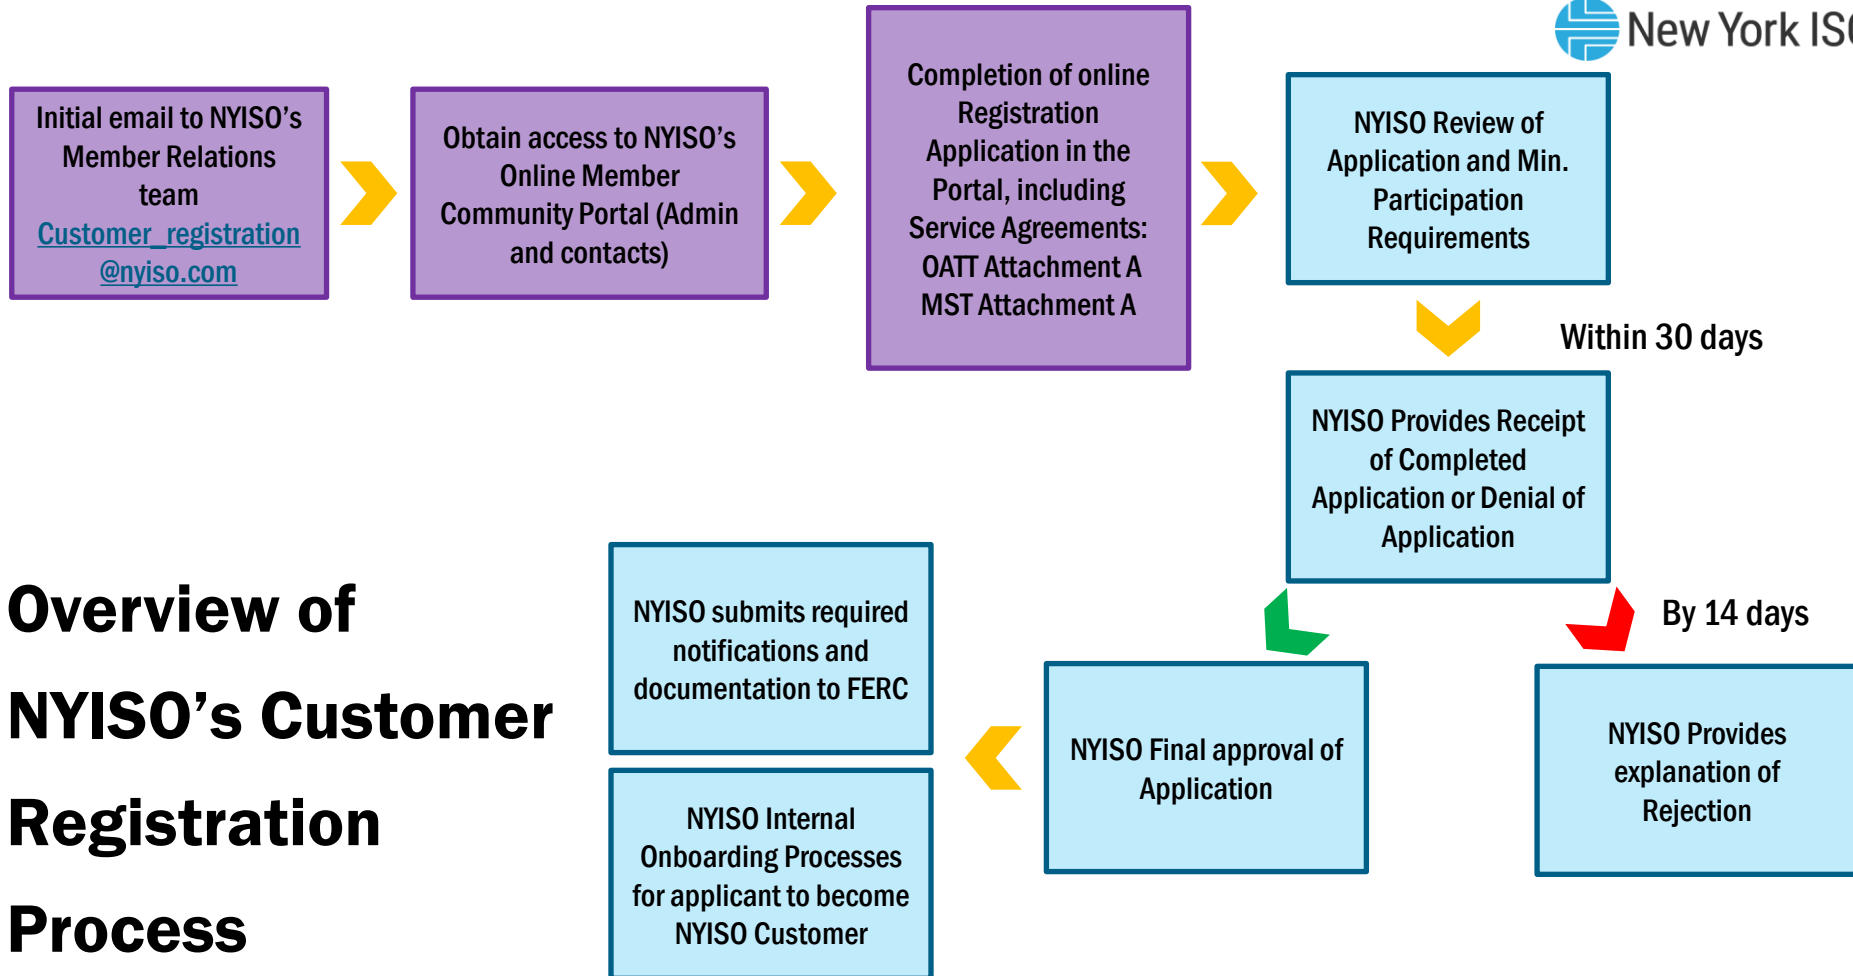 New York ISO
Initial email to NYISO’s
Member Relations
team
Customer_registration
@nyiso.com
Obtain access to NYISO’s
Online Member
Community Portal (Admin
and contacts)
Completion of online
Registration
Application in the
Portal, including
Service Agreements:
OATT Attachment A
MST Attachment A
NYISO Review of
Application and Min.
Participation
Requirements
Within 30 days
NYISO Provides Receipt
of Completed
Application or Denial of
Application
By 14 days
NYISO Provides
explanation of
Rejection
NYISO Final approval of
Application
NYISO submits required
notifications and
documentation to FERC
NYISO Internal
Onboarding Processes
for applicant to become
NYISO Customer
Overview of
NYISO’s Customer
Registration
Process